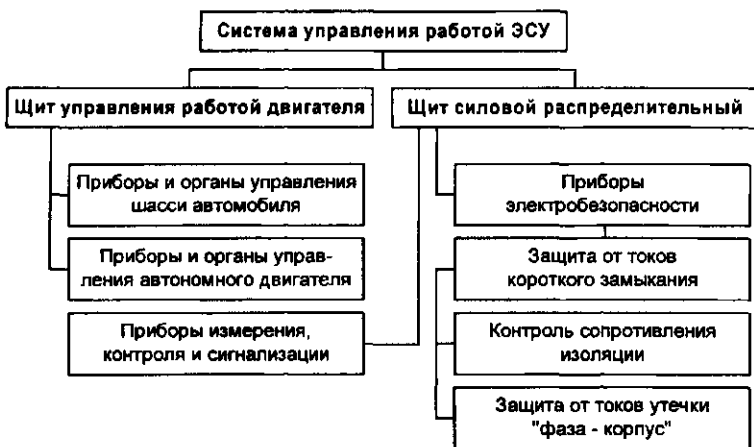 Система управления работой ЭСУ
Щит управления работой двигателя
Щит силовой распределительный
Приборы и органы управления
шасси автомобиля
Приборы
электробезопасности
Приборы и органы управ-
ления автономного двигателя
Защита от токов
короткого замыкания
Приборы измерения,
контроля и сигнализации
Контроль сопротивления
изоляции
Защита от токов утечки
"фаза - корпус"